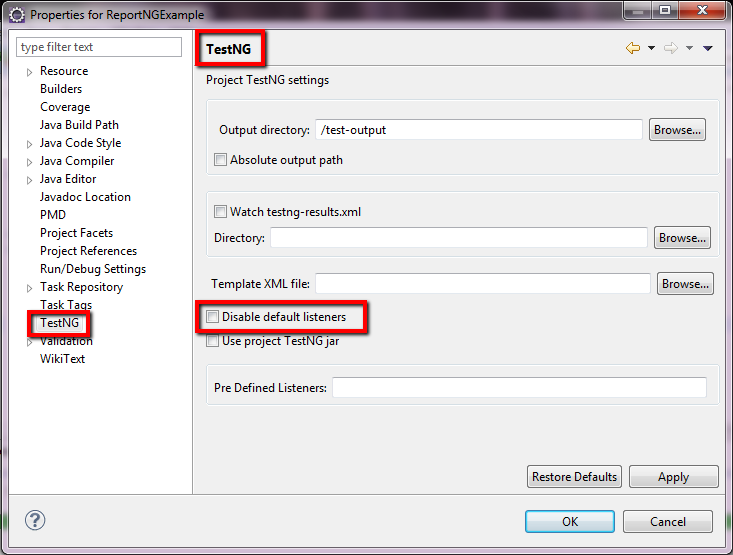 Properties for ReportNGExample
type filter text
Resource
Builders
Coverage
Java Build Path
Java Code Style
Java Compiler
Java Editor
Javadoc Location
PMD
Project Facets
Project References
Run/Debug Settings
Task Repository
Task Tags
TestNG
Validation
WikiText
TestNG
Project TestNG settings
Output directory: /test-output Browse...
Absolute output path
Watch testng-results.xml
Directory: Browse...
Template XML file: Browse...
Disable default listeners
Use project TestNG jar
Pre Defined Listeners:
Restore Defaults Apply
? OK Cancel